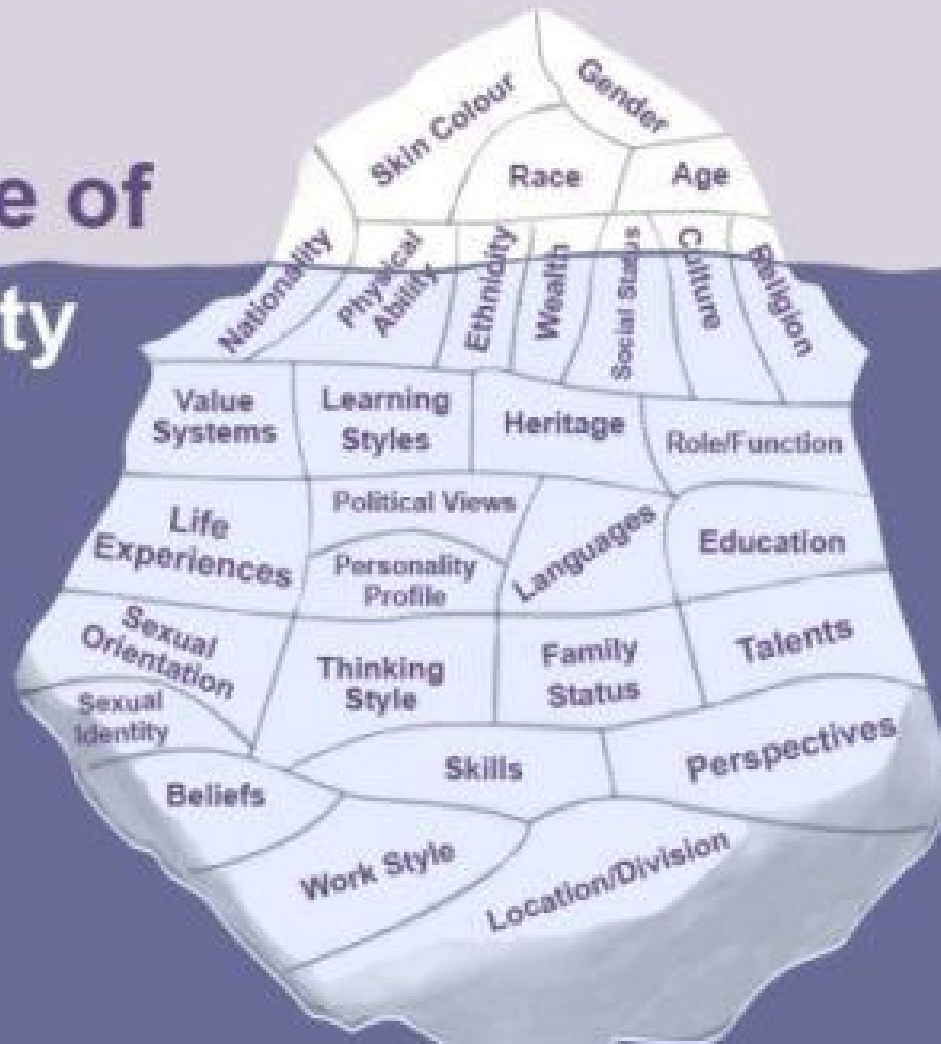 e of
ty
Skin Colour
Gender
Race
Age
Nationality
Physical
Ability
Ethnicity
Wealth
Social Status
Culture
Religion
Value
Systems
Learning
Styles
Heritage
Role/Function
Life
Experiences
Political Views
Personality
Profile
Languages
Education
Sexual
Orientation
Sexual
Identity
Thinking
Style
Family
Status
Talents
Beliefs
Skills
Perspectives
Work Style
Location/Division